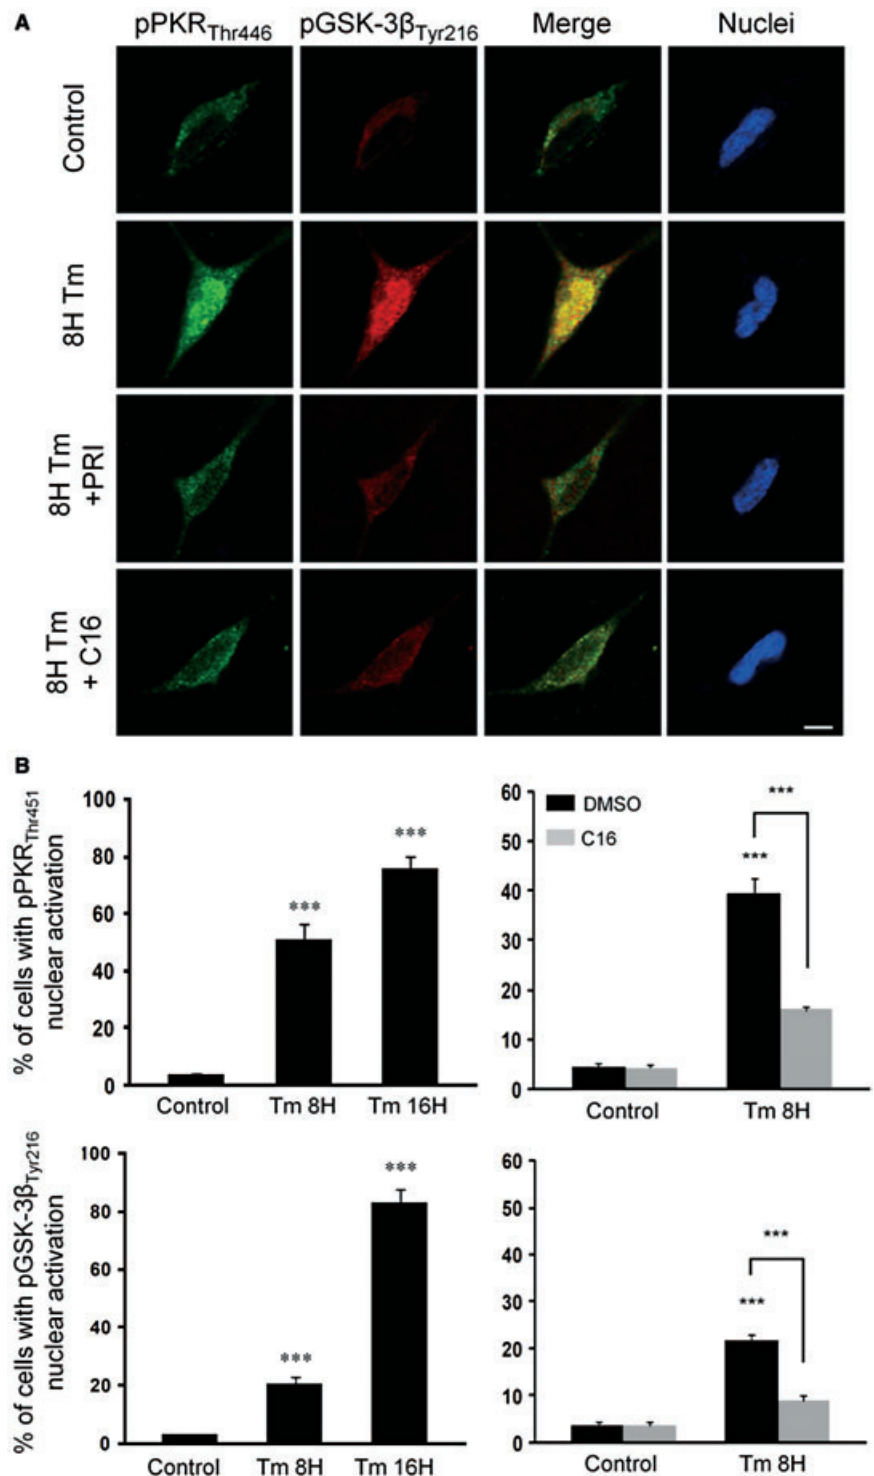 A
pPKRThr446 pGSK-3βTyr216 Merge Nuclei
Control
8H Tm
8H Tm
+PRI
8H Tm
+ C16
B
% of cells with pPKRThr451
nuclear activation
100
80
60
40
20
0
***
***
Control Tm 8H Tm 16H
60
50
40
30
20
10
0
DMSO
C16
***
***
Control Tm 8H
% of cells with pGSK-3βTyr216
nuclear activation
100
80
60
40
20
0
***
***
Control Tm 8H Tm 16H
60
50
40
30
20
10
0
***
***
Control Tm 8H